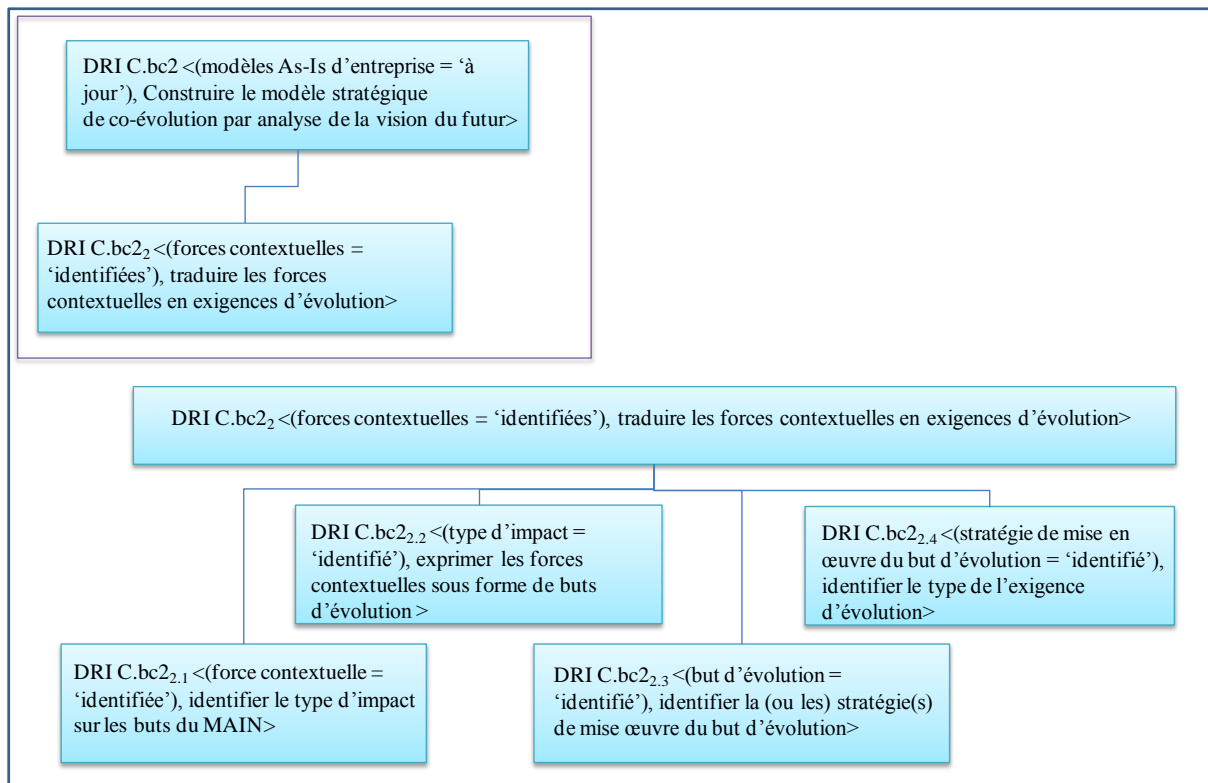 DRI C.bc2 <(modèles As-Is d’entreprise = ‘à
jour’), Construire le modèle stratégique
de co-évolution par analyse de la vision du futur>
DRI C.bc2₂ <(forces contextuelles =
‘identifiées’), traduire les forces
contextuelles en exigences d’évolution>
DRI C.bc2₂ <(forces contextuelles = ‘identifiées’), traduire les forces contextuelles en exigences d’évolution>
DRI C.bc2₂.₂ <(type d’impact =
‘identifié’), exprimer les forces
contextuelles sous forme de buts
d’évolution >
DRI C.bc2₂.₄ <(stratégie de mise en
œuvre du but d’évolution = ‘identifié’),
identifier le type de l’exigence
d’évolution>
DRI C.bc2₂.₁ <(force contextuelle =
‘identifiée’), identifier le type d’impact
sur les buts du MAIN>
DRI C.bc2₂.₃ <(but d’évolution =
‘identifié’), identifier la (ou les) stratégie(s)
de mise œuvre du but d’évolution>